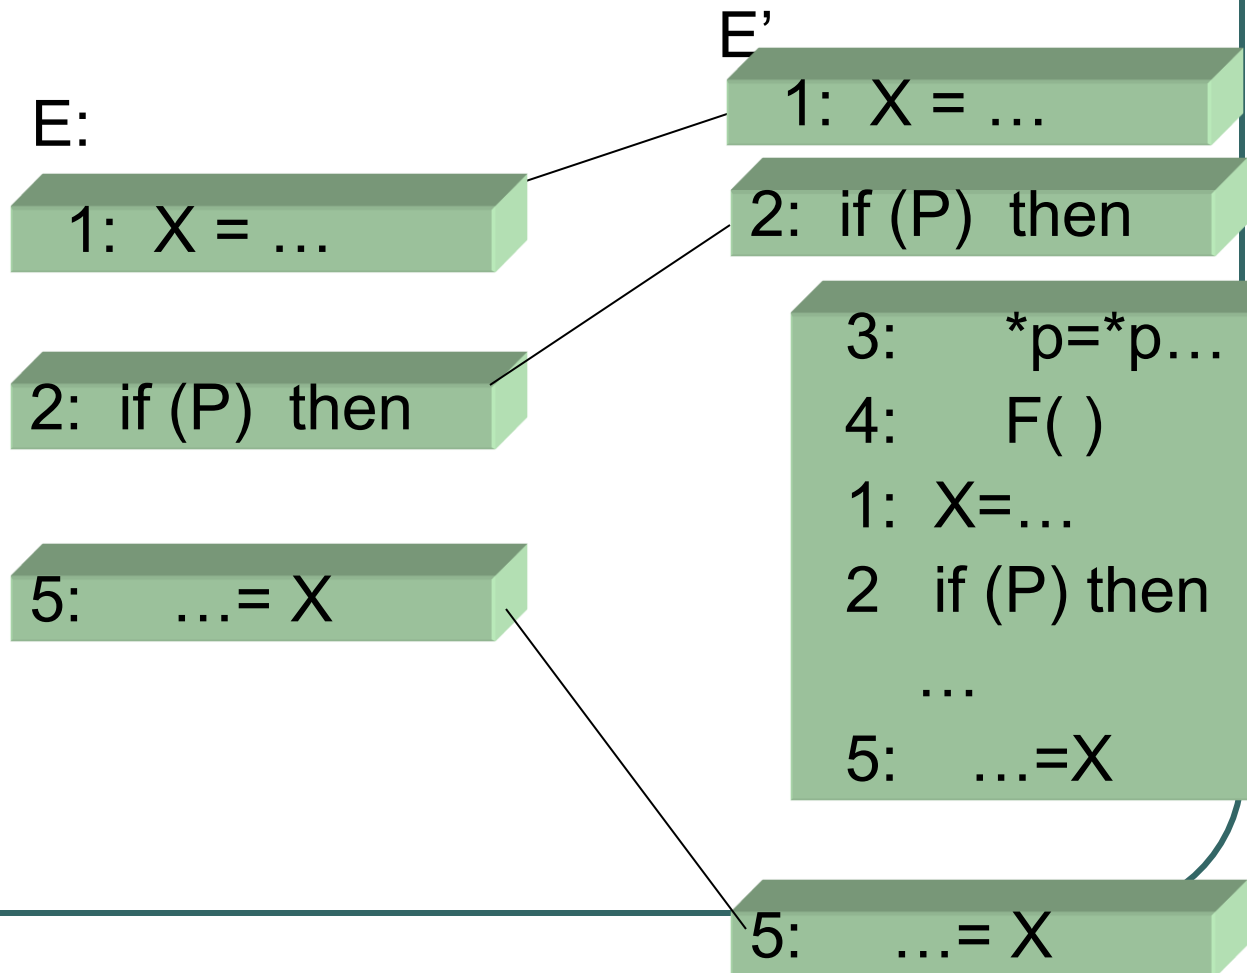 E:
1: X = …
2: if (P) then
5: …= X
E’
1: X = …
2: if (P) then
3: *p=*p…
4: F( )
1: X=…
2 if (P) then
…
5: …=X
5: …= X